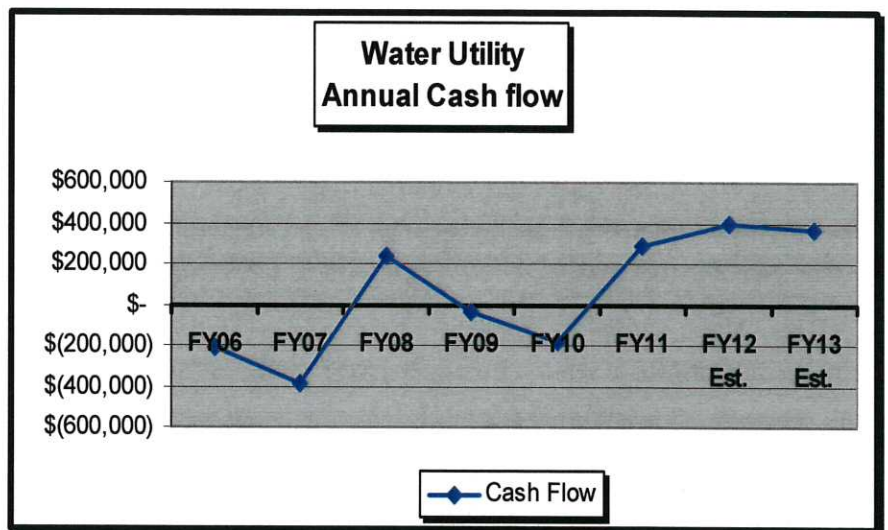 Water Utility
Annual Cash flow
$600,000
$400,000
$200,000
$-
$(200,000)
$(400,000)
$(600,000)
FY06 FY07 FY08 FY09 FY10 FY11 FY12 FY13
Est. Est.
Cash Flow